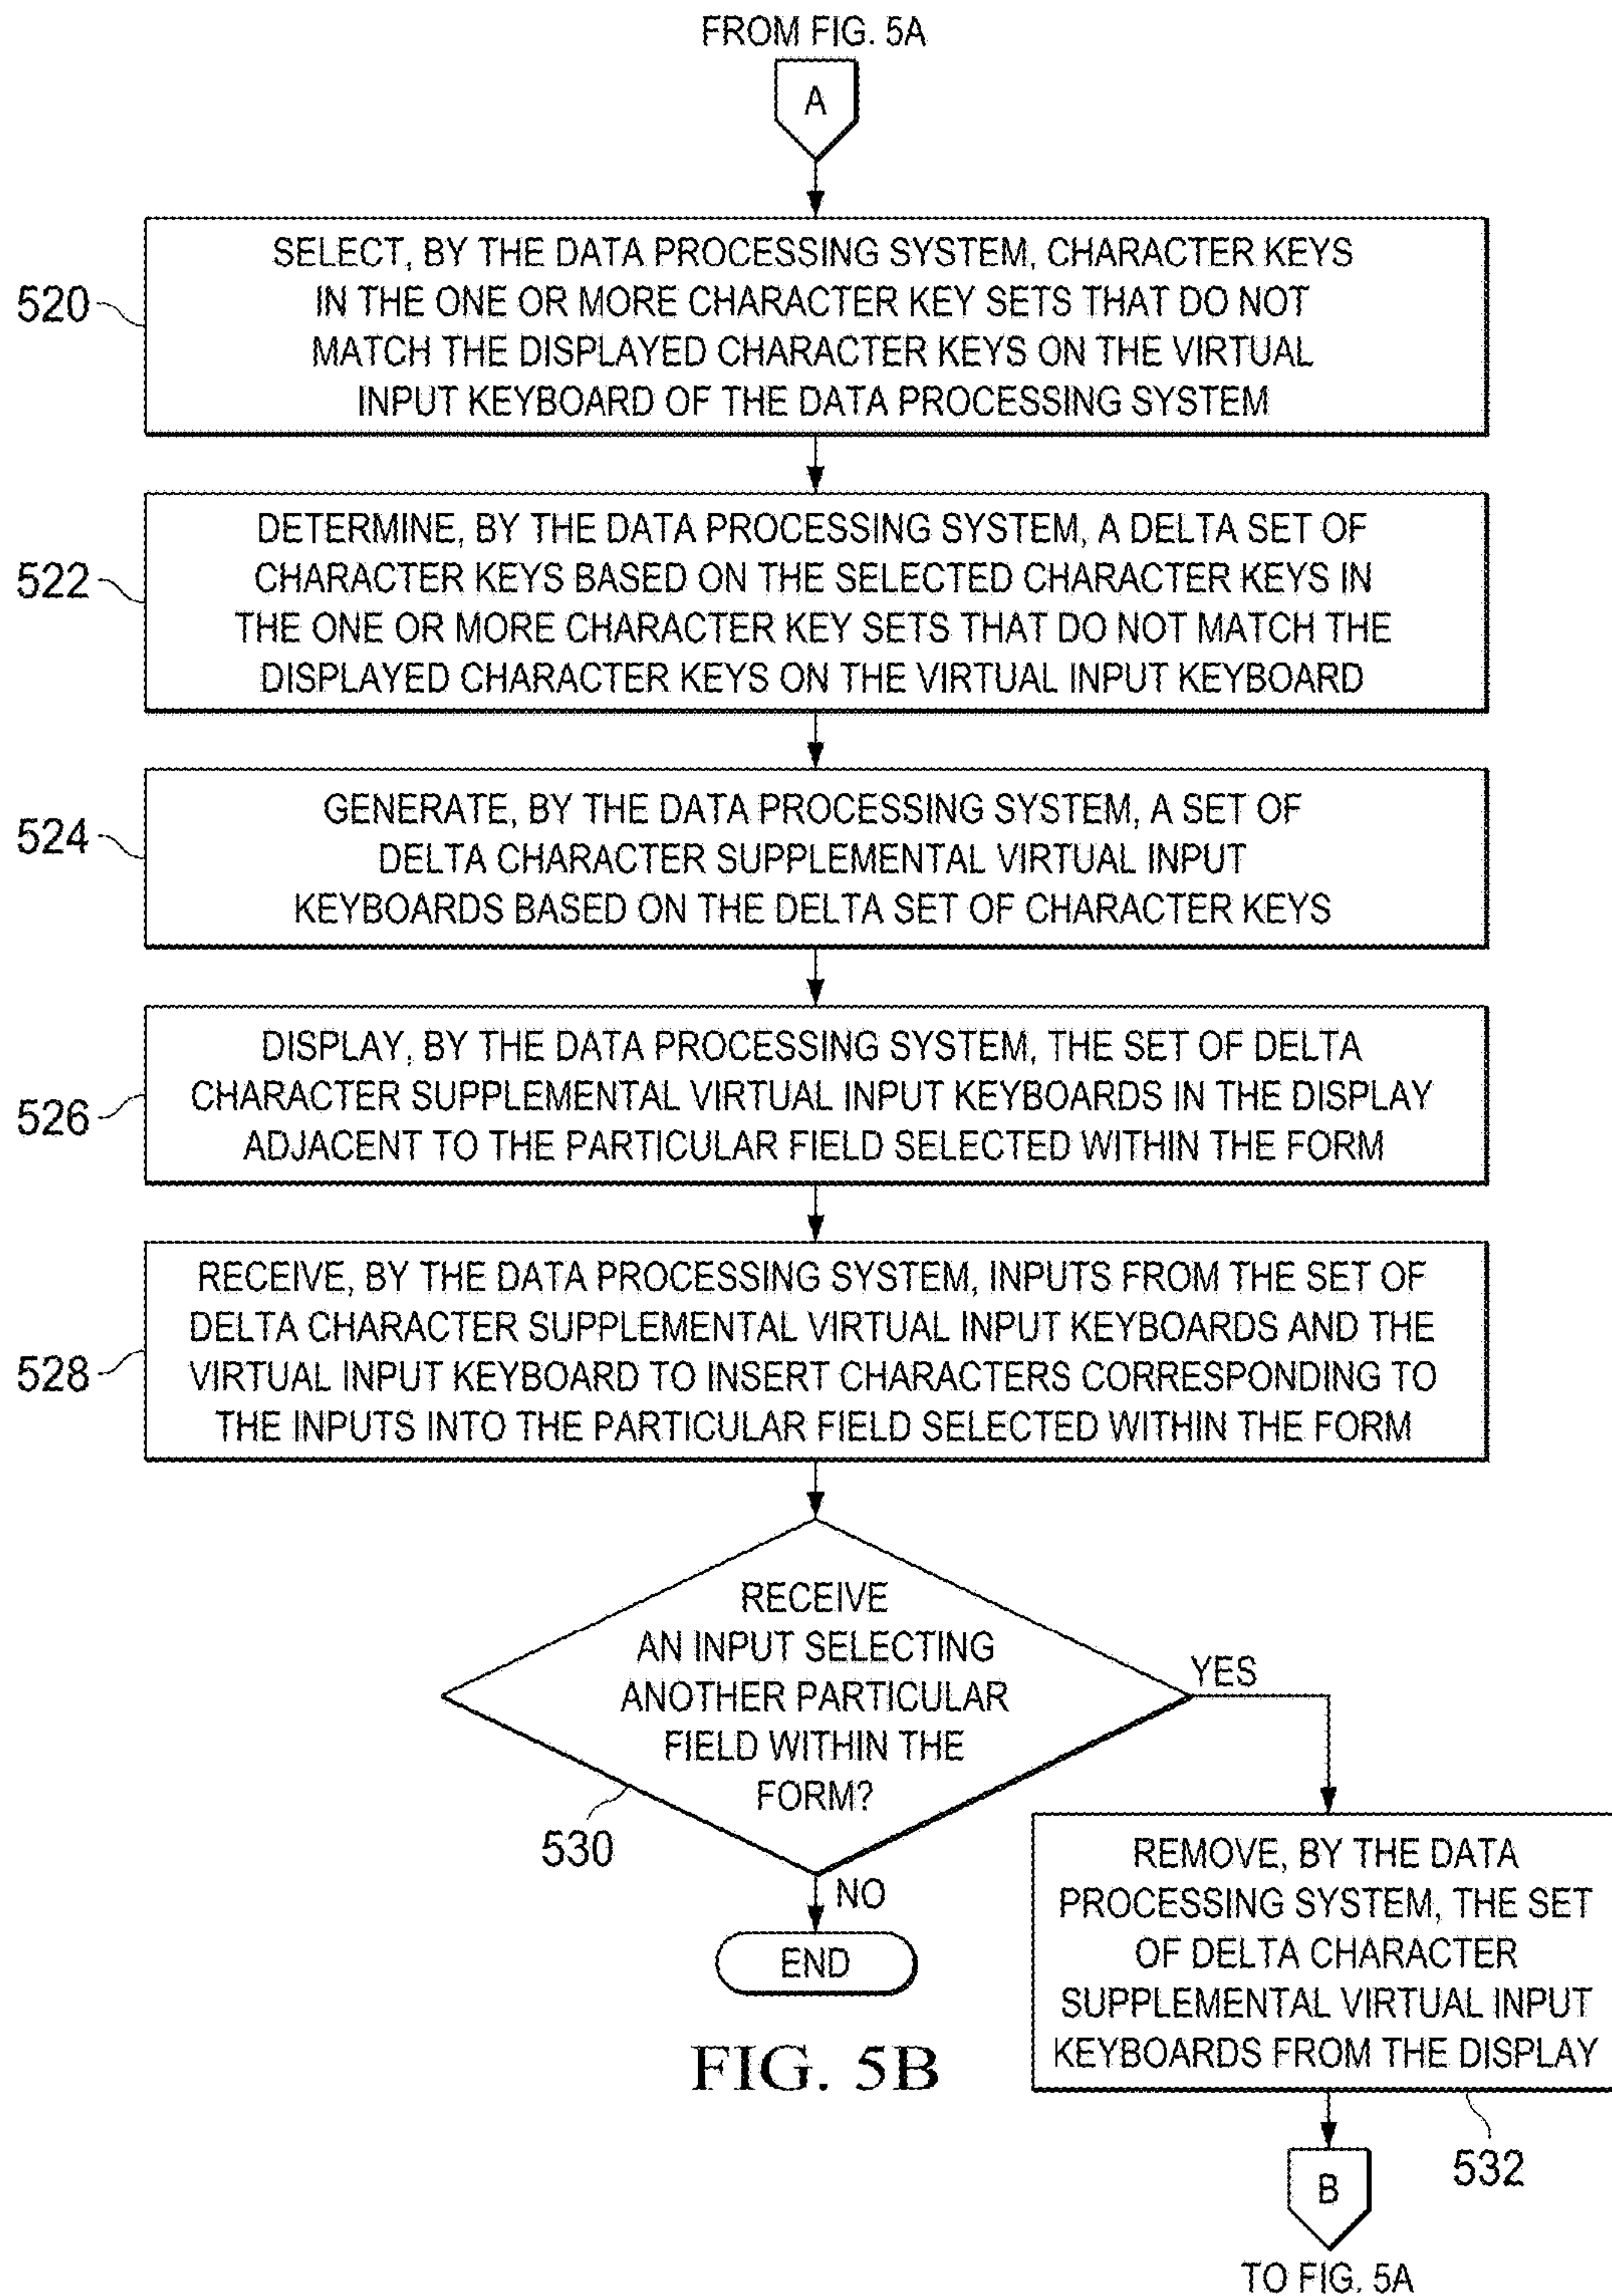 FROM FIG. 5A
A
520
SELECT, BY THE DATA PROCESSING SYSTEM, CHARACTER KEYS
IN THE ONE OR MORE CHARACTER KEY SETS THAT DO NOT
MATCH THE DISPLAYED CHARACTER KEYS ON THE VIRTUAL
INPUT KEYBOARD OF THE DATA PROCESSING SYSTEM
522
DETERMINE, BY THE DATA PROCESSING SYSTEM, A DELTA SET OF
CHARACTER KEYS BASED ON THE SELECTED CHARACTER KEYS IN
THE ONE OR MORE CHARACTER KEY SETS THAT DO NOT MATCH THE
DISPLAYED CHARACTER KEYS ON THE VIRTUAL INPUT KEYBOARD
524
GENERATE, BY THE DATA PROCESSING SYSTEM, A SET OF
DELTA CHARACTER SUPPLEMENTAL VIRTUAL INPUT
KEYBOARDS BASED ON THE DELTA SET OF CHARACTER KEYS
526
DISPLAY, BY THE DATA PROCESSING SYSTEM, THE SET OF DELTA
CHARACTER SUPPLEMENTAL VIRTUAL INPUT KEYBOARDS IN THE DISPLAY
ADJACENT TO THE PARTICULAR FIELD SELECTED WITHIN THE FORM
528
RECEIVE, BY THE DATA PROCESSING SYSTEM, INPUTS FROM THE SET OF
DELTA CHARACTER SUPPLEMENTAL VIRTUAL INPUT KEYBOARDS AND THE
VIRTUAL INPUT KEYBOARD TO INSERT CHARACTERS CORRESPONDING TO
THE INPUTS INTO THE PARTICULAR FIELD SELECTED WITHIN THE FORM
RECEIVE
AN INPUT SELECTING
ANOTHER PARTICULAR
FIELD WITHIN THE
FORM?
530
YES
NO
END
REMOVE, BY THE DATA
PROCESSING SYSTEM, THE SET
OF DELTA CHARACTER
SUPPLEMENTAL VIRTUAL INPUT
KEYBOARDS FROM THE DISPLAY
532
B
TO FIG. 5A
FIG. 5B